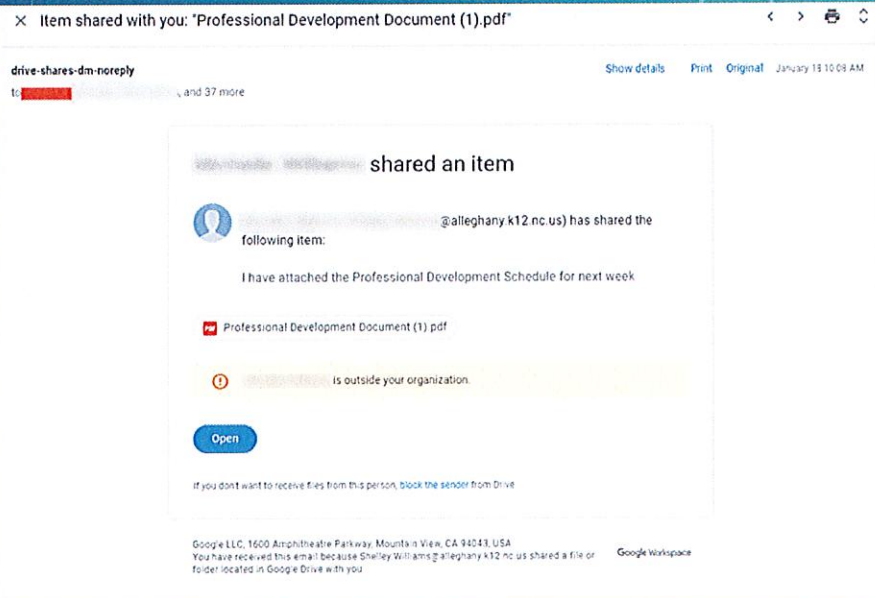 Item shared with you: "Professional Development Document (1).pdf"
drive-shares-dm-noreply
Show details Print Original January 18 10:08 AM
to , and 37 more
shared an item
@alleghany.k12.nc.us) has shared the
following item:
I have attached the Professional Development Schedule for next week
PDF Professional Development Document (1).pdf
is outside your organization.
Open
If you don't want to receive files from this person, block the sender from Drive
Google LLC, 1600 Amphitheatre Parkway, Mountain View, CA 94043, USA
You have received this email because Shelley.Williams@alleghany.k12.nc.us shared a file or
folder located in Google Drive with you
Google Workspace